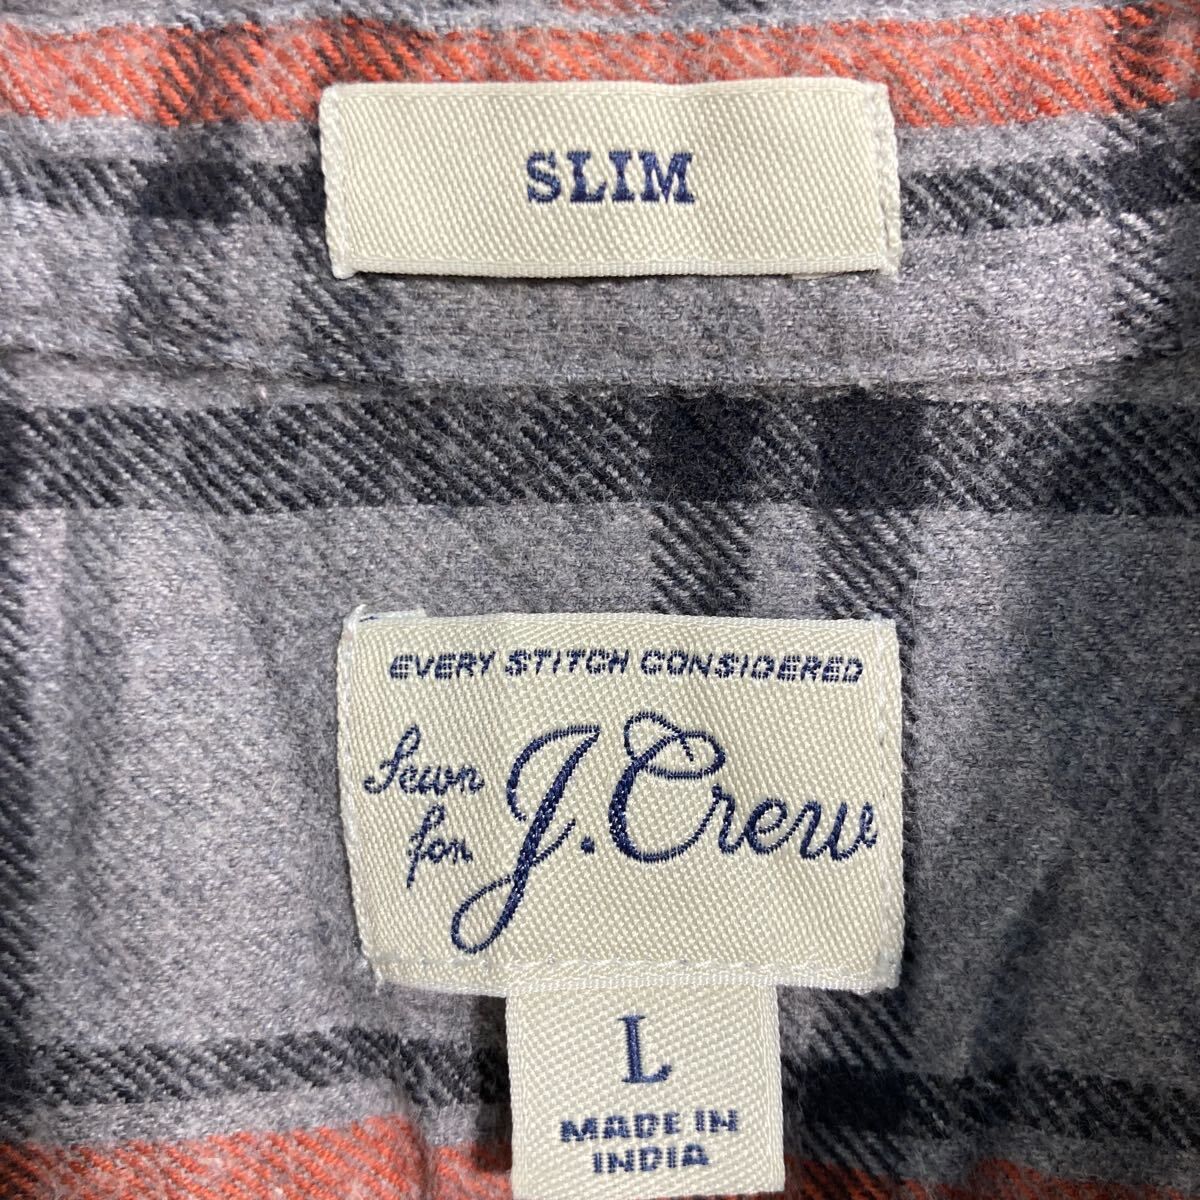 SLIM
EVERY STITCH CONSIDERED
Sewn
for J.Crew
L
MADE IN
INDIA